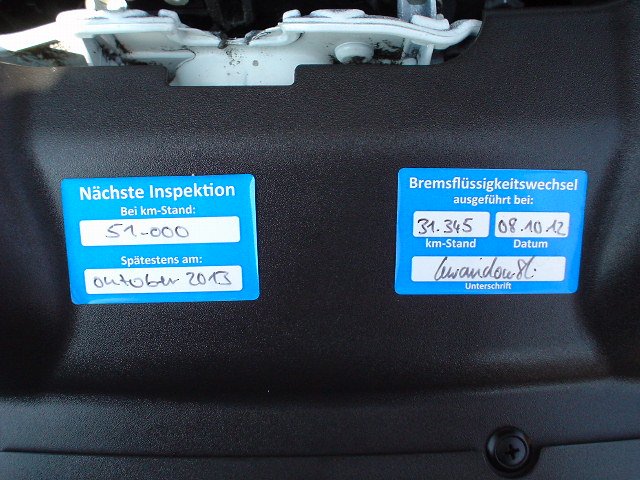 Nächste Inspektion
Bei km-Stand:
51.000
Spätestens am:
oktober 2013
Bremsflüssigkeitswechsel
ausgeführt bei:
31.345 08.10.12
km-Stand Datum
Unterschrift